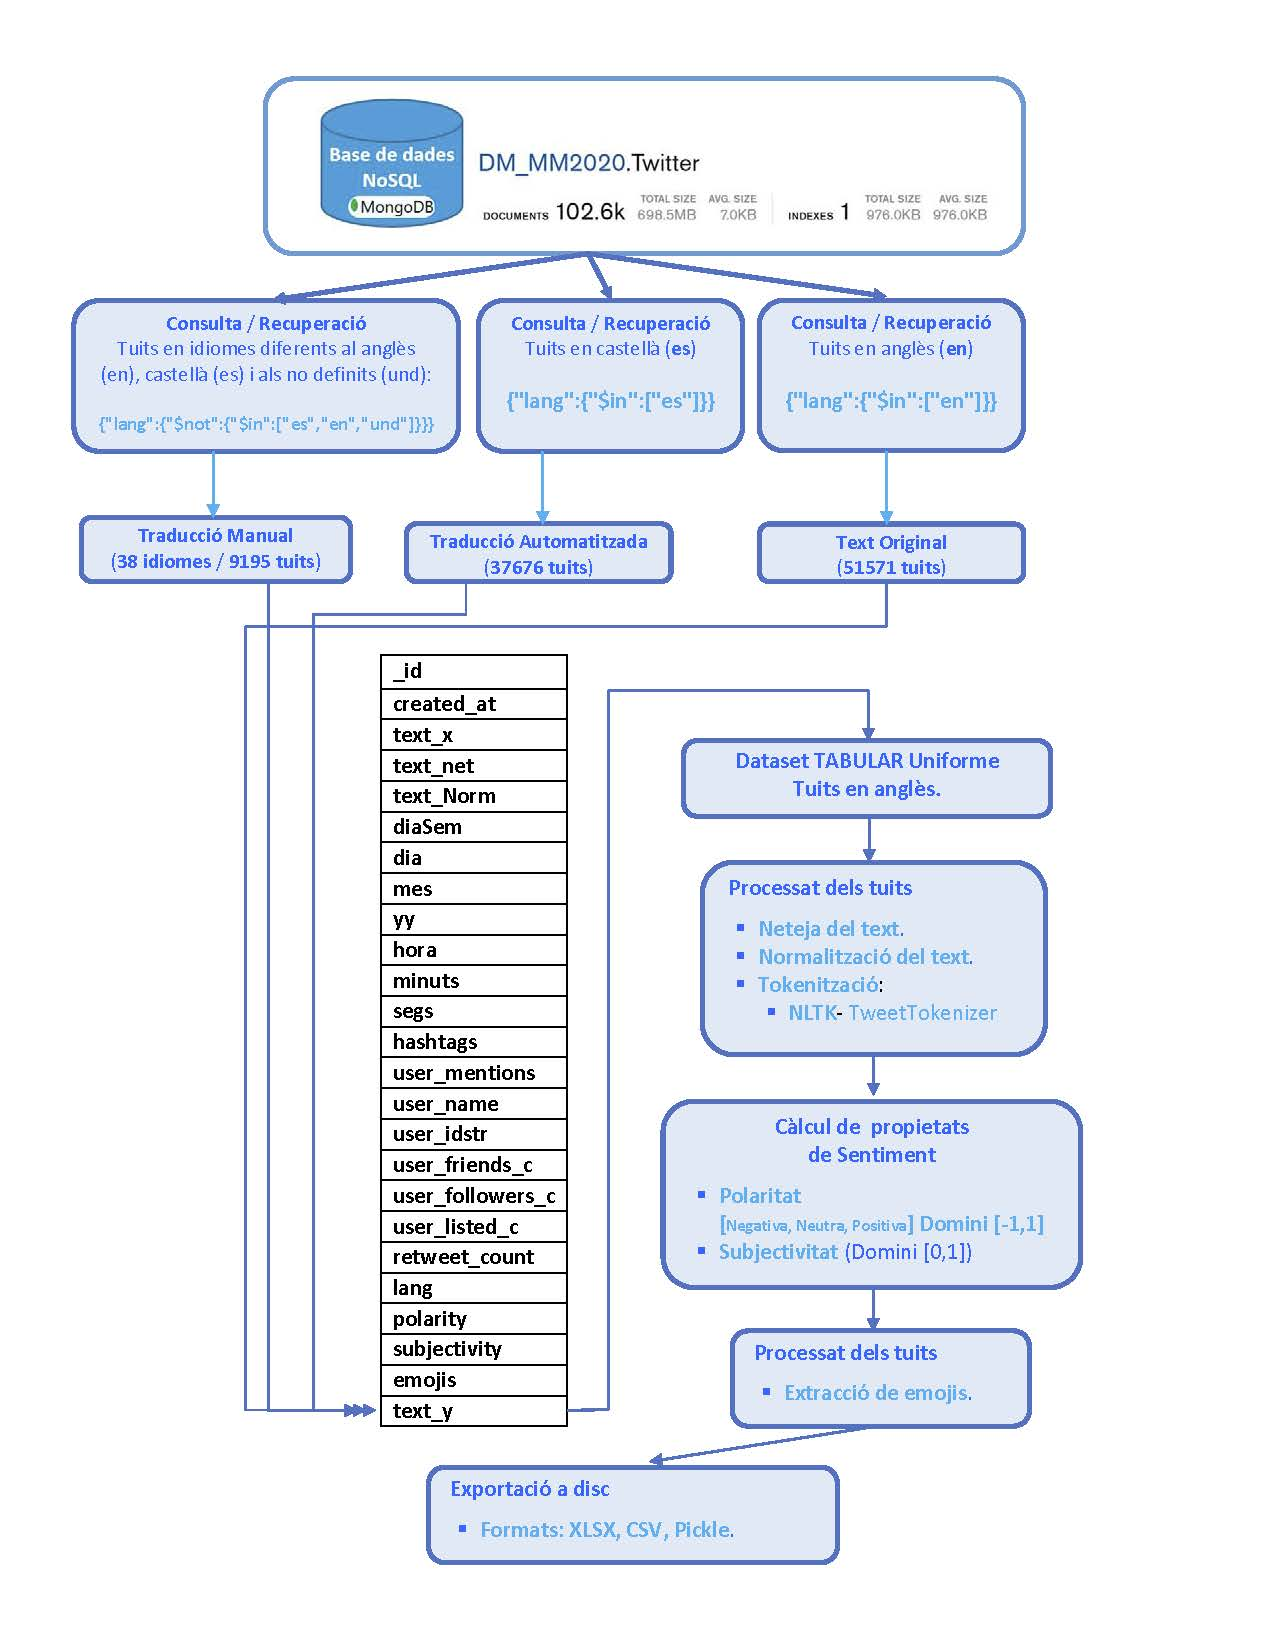 Base de dades
NoSQL
MongoDB
DM_MM2020.Twitter
DOCUMENTS 102.6k TOTAL SIZE 698.5MB AVG. SIZE 7.0KB INDEXES 1 TOTAL SIZE 976.0KB AVG. SIZE 976.0KB
Consulta / Recuperació
Tuits en idiomes diferents al anglès
(en), castellà (es) i als no definits (und):
{"lang":{"$not":{"$in":["es","en","und"]}}}
Consulta / Recuperació
Tuits en castellà (es)
{"lang":{"$in":["es"]}}
Consulta / Recuperació
Tuits en anglès (en)
{"lang":{"$in":["en"]}}
Traducció Manual
(38 idiomes / 9195 tuits)
Traducció Automatitzada
(37676 tuits)
Text Original
(51571 tuits)
_id
created_at
text_x
text_net
text_Norm
diaSem
dia
mes
yy
hora
minuts
segs
hashtags
user_mentions
user_name
user_idstr
user_friends_c
user_followers_c
user_listed_c
retweet_count
lang
polarity
subjectivity
emojis
text_y
Dataset TABULAR Uniforme
Tuits en anglès.
Processat dels tuits
▪ Neteja del text.
▪ Normalització del text.
▪ Tokenització:
▪ NLTK- TweetTokenizer
Càlcul de propietats
de Sentiment
▪ Polaritat
[Negativa, Neutra, Positiva] Domini [-1,1]
▪ Subjectivitat (Domini [0,1])
Processat dels tuits
▪ Extracció de emojis.
Exportació a disc
▪ Formats: XLSX, CSV, Pickle.